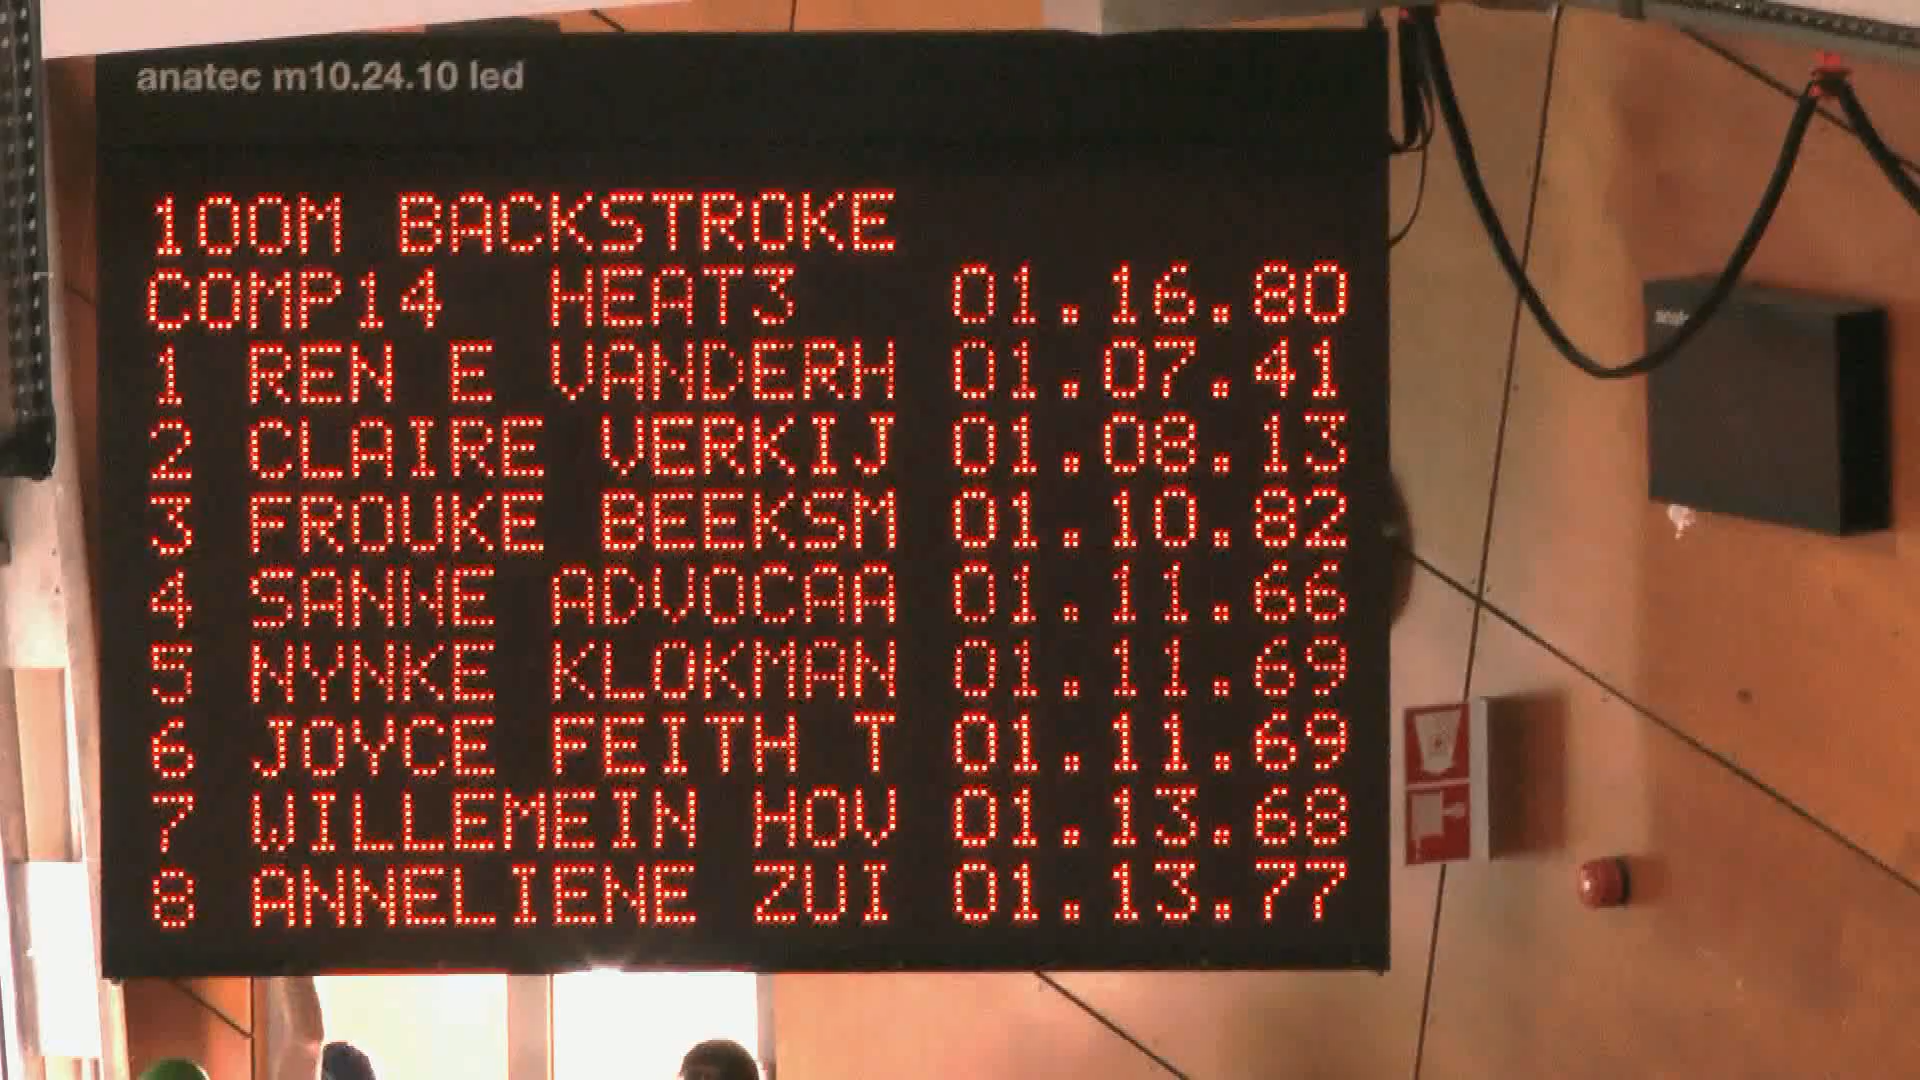 anatec m10.24.10 led
100M BACKSTROKE
COMP14 HEAT3 01.16.80
1 REN E VANDERH 01.07.41
2 CLAIRE VERKIJ 01.08.13
3 FROUKE BEEKSM 01.10.82
4 SANNE ADVOCAA 01.11.66
5 NYNKE KLOKMAN 01.11.69
6 JOYCE FEITH T 01.11.69
7 WILLEMEIN HOV 01.13.68
8 ANNELIENE ZUI 01.13.77